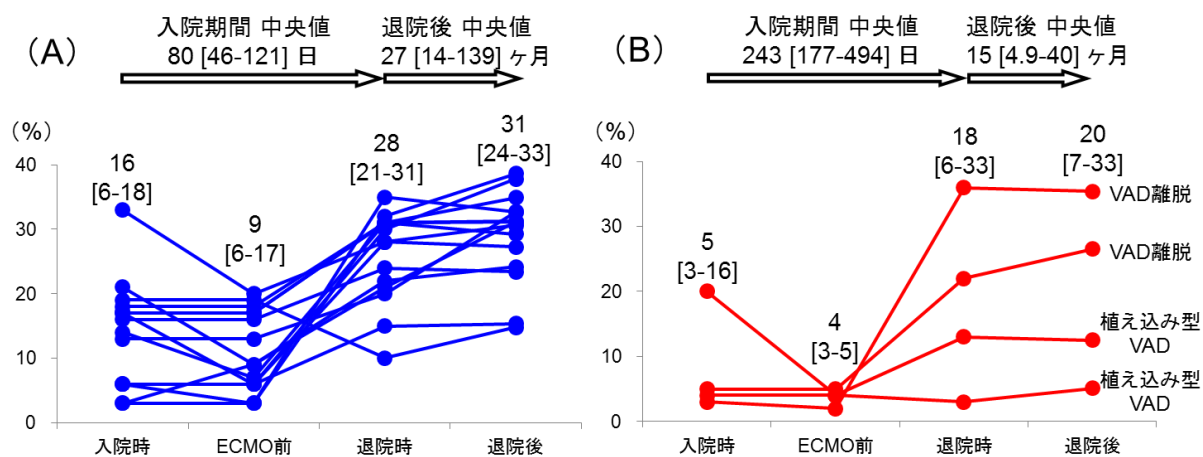 (A)
入院期間 中央値
80 [46-121] 日
退院後 中央値
27 [14-139] ヶ月
(%)
40
30
20
10
0
16
[6-18]
9
[6-17]
28
[21-31]
31
[24-33]
入院時
ECMO前
退院時
退院後
(B)
入院期間 中央値
243 [177-494] 日
退院後 中央値
15 [4.9-40] ヶ月
(%)
40
30
20
10
0
5
[3-16]
4
[3-5]
18
[6-33]
20
[7-33]
VAD離脱
VAD離脱
植え込み型
VAD
植え込み型
VAD
入院時
ECMO前
退院時
退院後